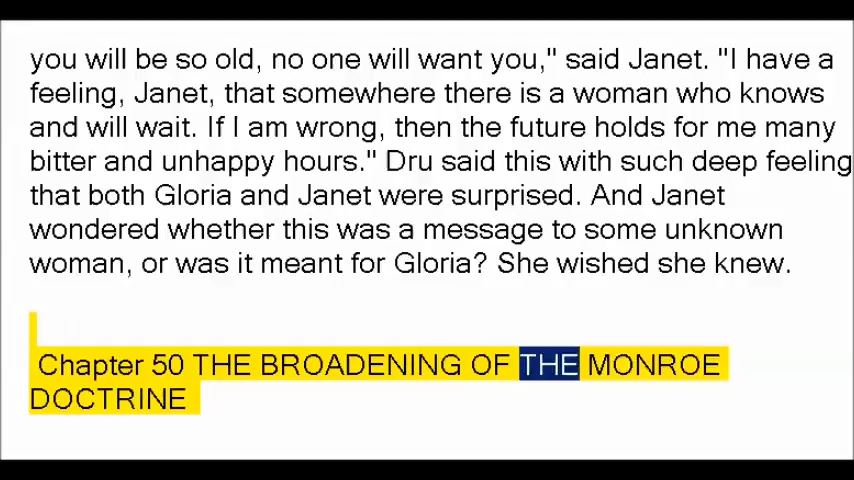 you will be so old, no one will want you," said Janet. "I have a
feeling, Janet, that somewhere there is a woman who knows
and will wait. If I am wrong, then the future holds for me many
bitter and unhappy hours." Dru said this with such deep feeling
that both Gloria and Janet were surprised. And Janet
wondered whether this was a message to some unknown
woman, or was it meant for Gloria? She wished she knew.
Chapter 50 THE BROADENING OF THE MONROE
DOCTRINE